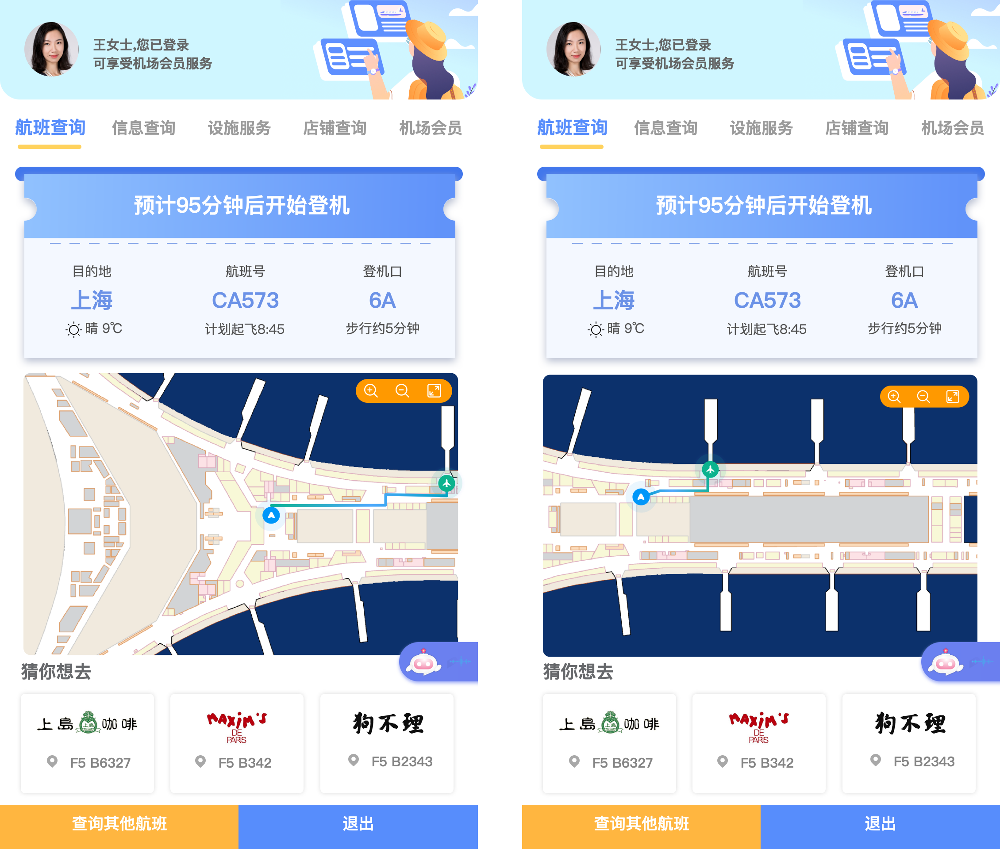 王女士,您已登录
可享受机场会员服务
航班查询 信息查询 设施服务 店铺查询 机场会员
预计95分钟后开始登机
目的地 航班号 登机口
上海 CA573 6A
晴 9℃ 计划起飞8:45 步行约5分钟
猜你想去
上島 上島 咖啡 MAXIM'S DE PARIS 狗不理
F5 B6327 F5 B342 F5 B2343
查询其他航班 退出
王女士,您已登录
可享受机场会员服务
航班查询 信息查询 设施服务 店铺查询 机场会员
预计95分钟后开始登机
目的地 航班号 登机口
上海 CA573 6A
晴 9℃ 计划起飞8:45 步行约5分钟
猜你想去
上島 上島 咖啡 MAXIM'S DE PARIS 狗不理
F5 B6327 F5 B342 F5 B2343
查询其他航班 退出